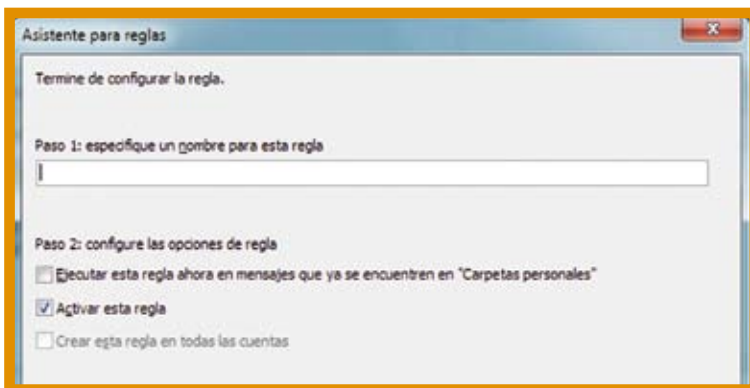 Asistente para reglas
Termine de configurar la regla.
Paso 1: especifique un nombre para esta regla
Paso 2: configure las opciones de regla
Ejecutar esta regla ahora en mensajes que ya se encuentren en "Carpetas personales"
Activar esta regla
Crear esta regla en todas las cuentas